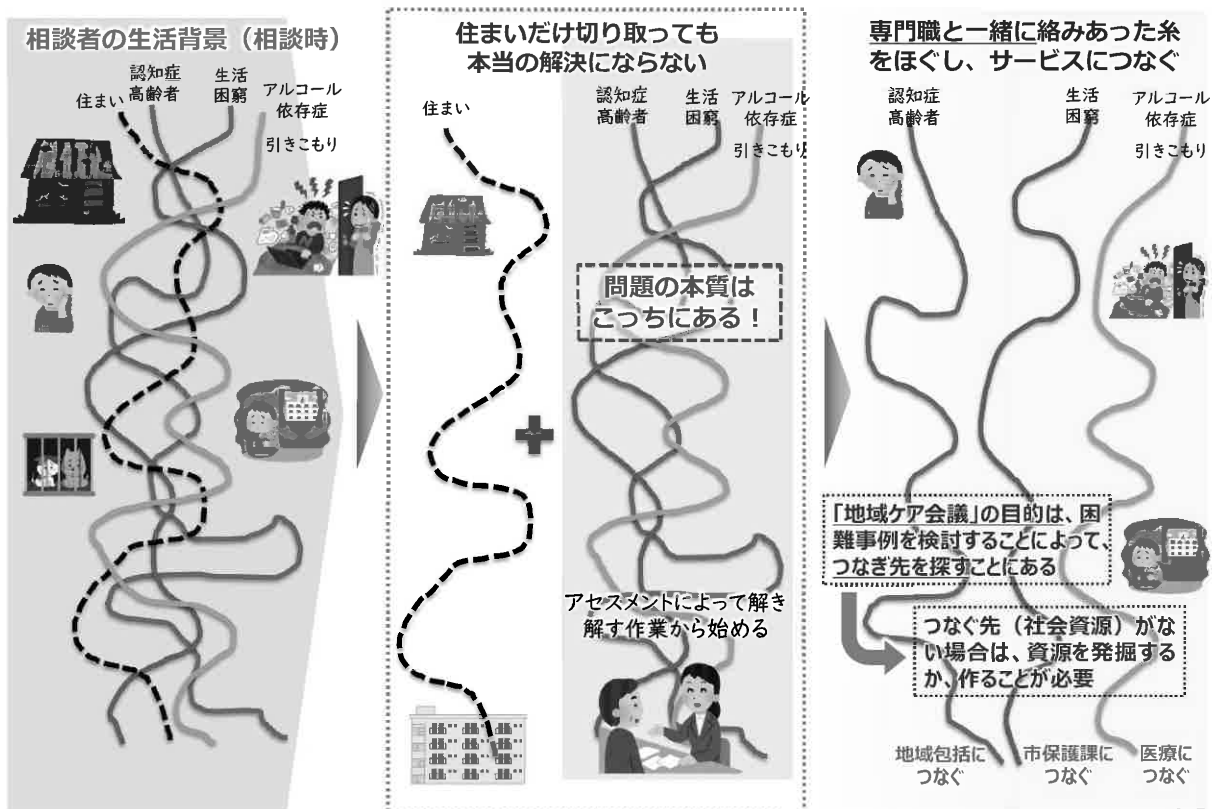 相談者の生活背景（相談時）
住まい
認知症
高齢者
生活
困窮
アルコール
依存症
引きこもり
住まいだけ切り取っても
本当の解決にならない
住まい
認知症
高齢者
生活
困窮
アルコール
依存症
引きこもり
問題の本質は
こっちにある！
アセスメントによって解き
解す作業から始める
専門職と一緒に絡みあった糸
をほぐし、サービスにつなぐ
認知症
高齢者
生活
困窮
アルコール
依存症
引きこもり
「地域ケア会議」の目的は、困
難事例を検討することによって、
つなぎ先を探すことにある
つなぐ先（社会資源）がな
い場合は、資源を発掘する
か、作ることが必要
地域包括に
つなぐ
市保護課に
つなぐ
医療に
つなぐ